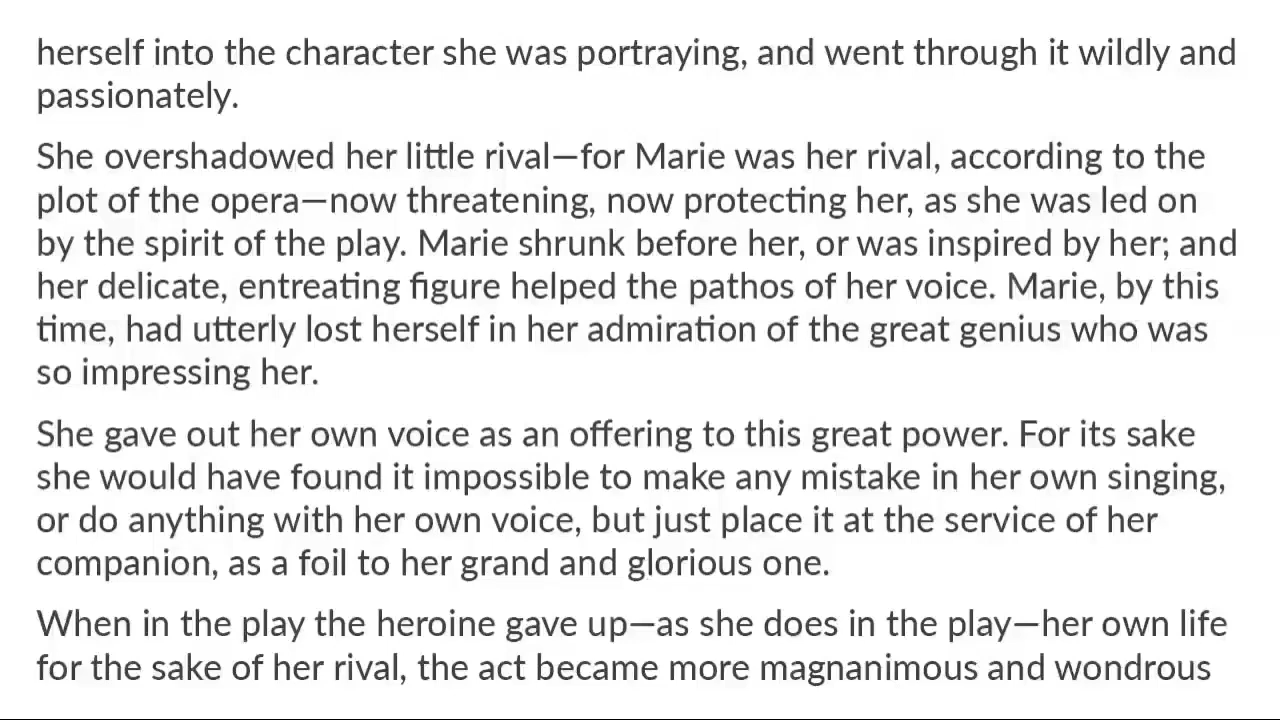 herself into the character she was portraying, and went through it wildly and
passionately.
She overshadowed her little rival—for Marie was her rival, according to the
plot of the opera—now threatening, now protecting her, as she was led on
by the spirit of the play. Marie shrunk before her, or was inspired by her; and
her delicate, entreating figure helped the pathos of her voice. Marie, by this
time, had utterly lost herself in her admiration of the great genius who was
so impressing her.
She gave out her own voice as an offering to this great power. For its sake
she would have found it impossible to make any mistake in her own singing,
or do anything with her own voice, but just place it at the service of her
companion, as a foil to her grand and glorious one.
When in the play the heroine gave up—as she does in the play—her own life
for the sake of her rival, the act became more magnanimous and wondrous